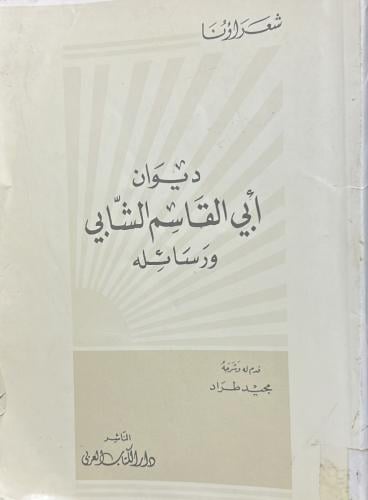 شعراؤنا
ديوان
أبي القاسم الشابي
ورسائله
قدم له وشرحه
مجيد طراد
الناشر
دار الكتاب العربي